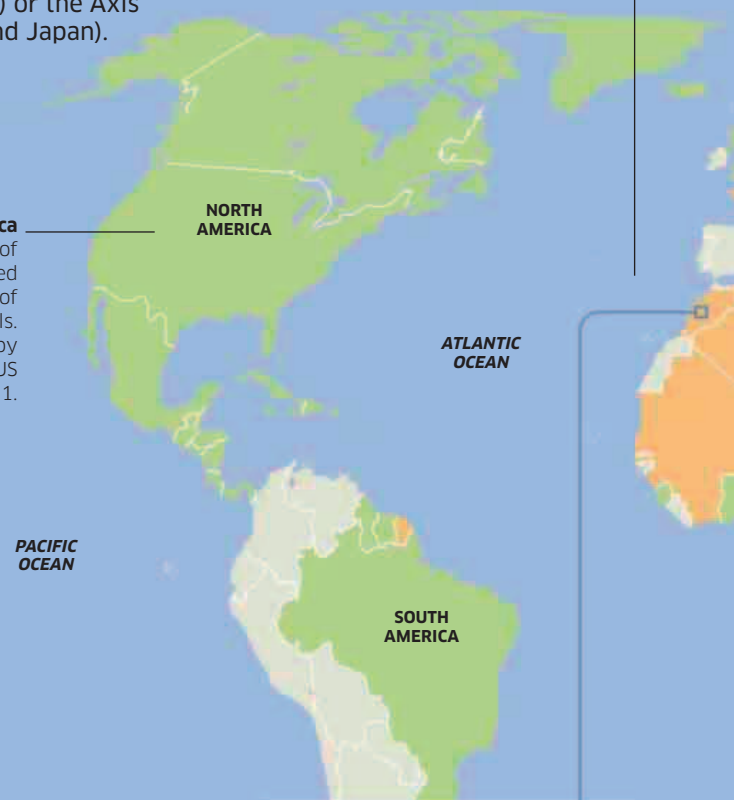 ) or the Axis
nd Japan).
NORTH
AMERICA
ca
of
ed
of
ls.
by
US
1.
ATLANTIC
OCEAN
PACIFIC
OCEAN
SOUTH
AMERICA